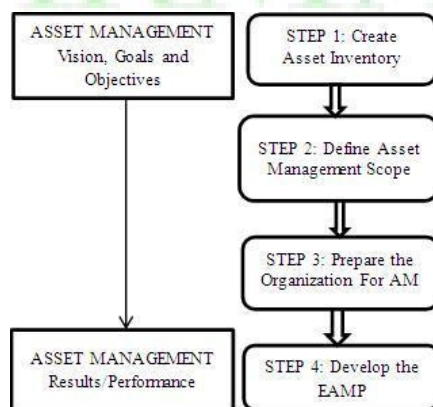 ASSET MANAGEMENT
Vision, Goals and
Objectives
ASSET MANAGEMENT
Results/Performance
STEP 1: Create
Asset Inventory
STEP 2: Define Asset
Management Scope
STEP 3: Prepare the
Organization For AM
STEP 4: Develop the
EAMP